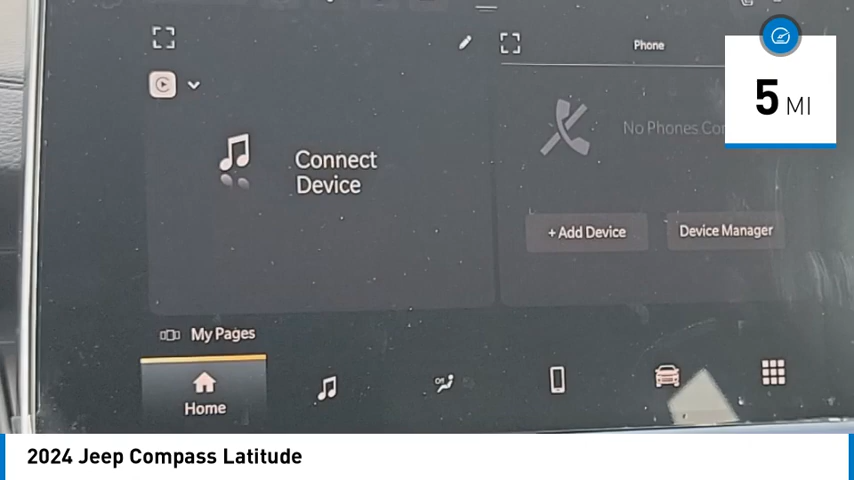 Phone
5 MI
No Phones
Connect
Device
+ Add Device
Device Manager
My Pages
Off
Home
2024 Jeep Compass Latitude